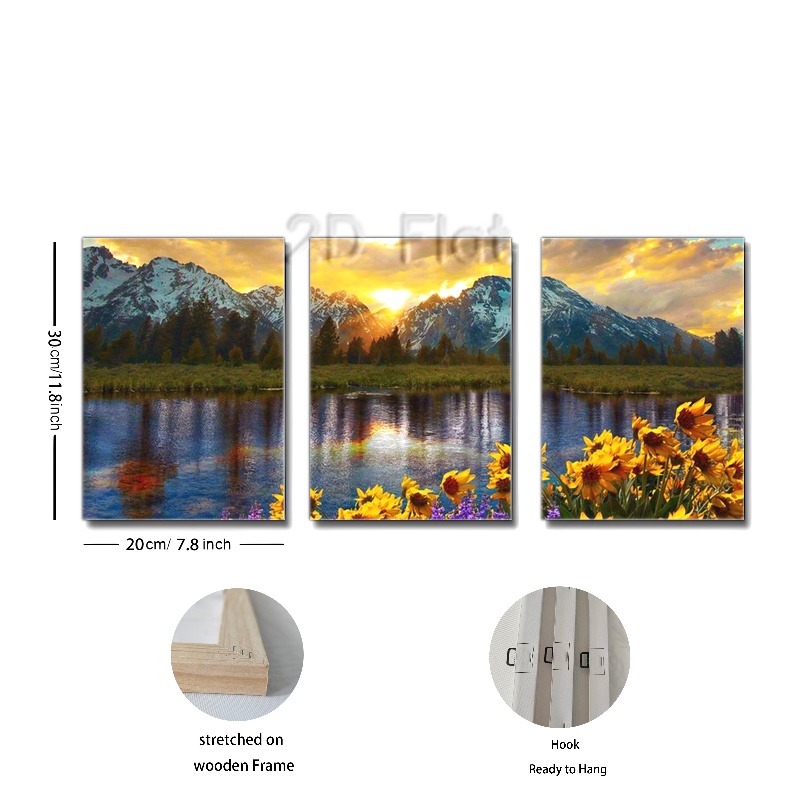 2D Flat
30cm/11.8inch
20cm/ 7.8 inch
stretched on
wooden Frame
Hook
Ready to Hang